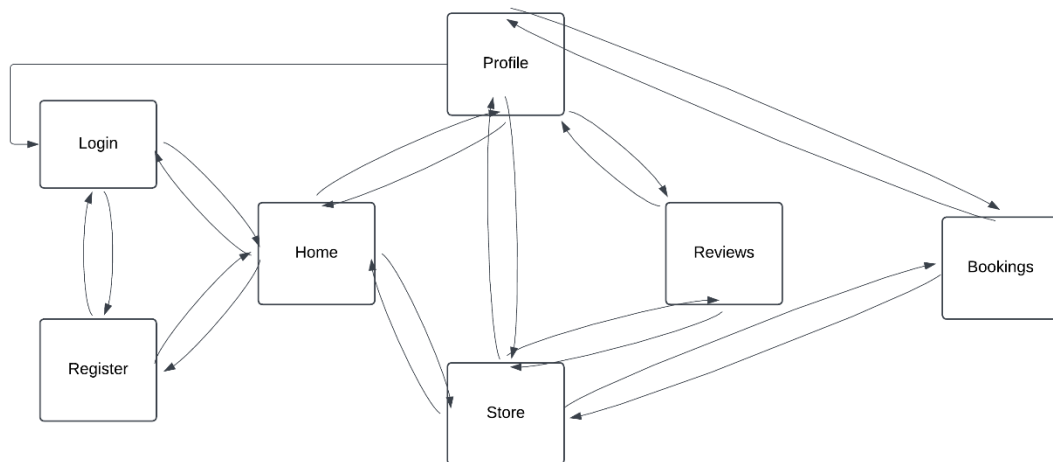 Profile
Login
Home
Reviews
Bookings
Register
Store